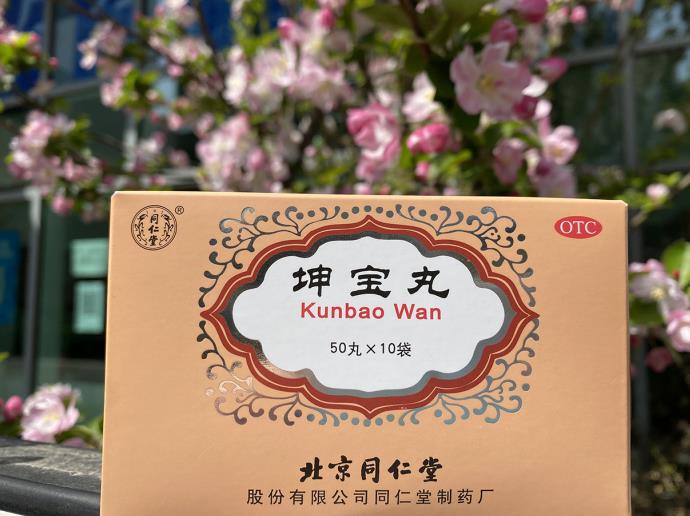 同仁堂
®
OTC
坤宝丸
Kunbao Wan
50丸×10袋
北京同仁堂
股份有限公司同仁堂制药厂